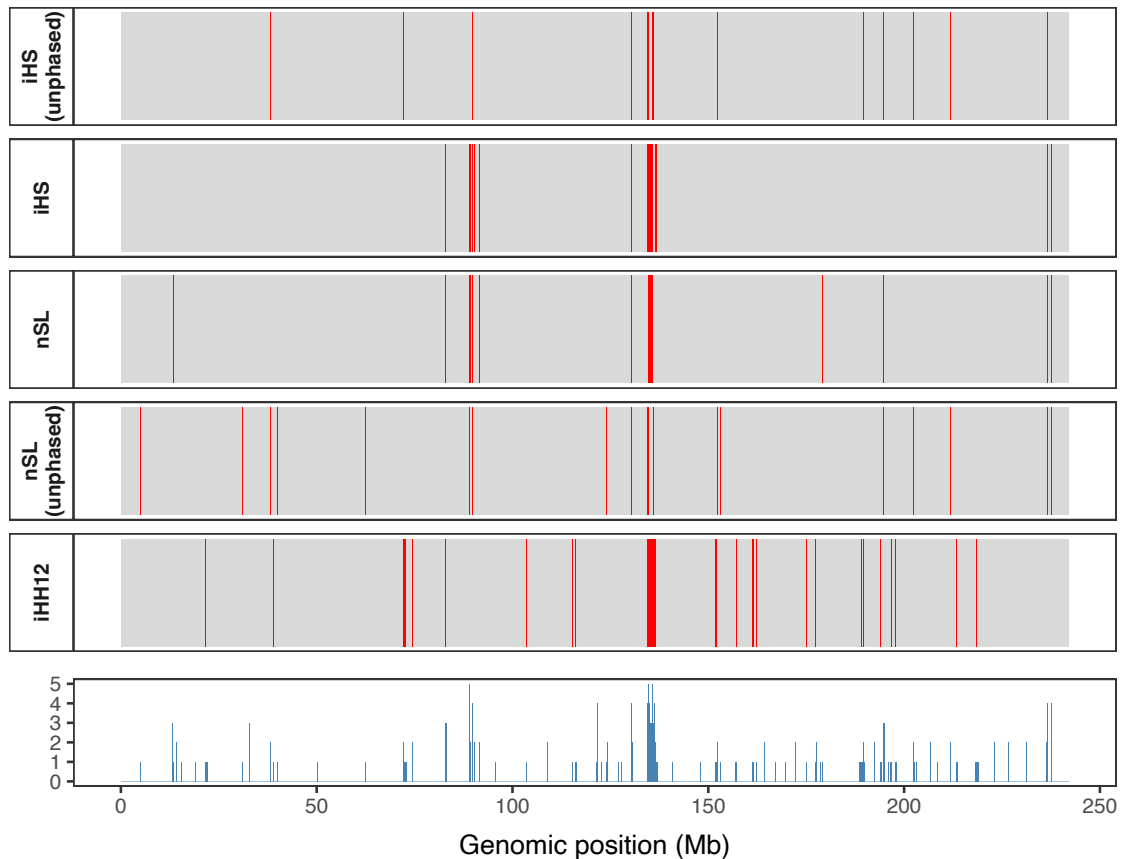 iHS
(unphased)
iHS
nSL
nSL
(unphased)
iHH12
5
4
3
2
1
0
0 50 100 150 200 250
Genomic position (Mb)